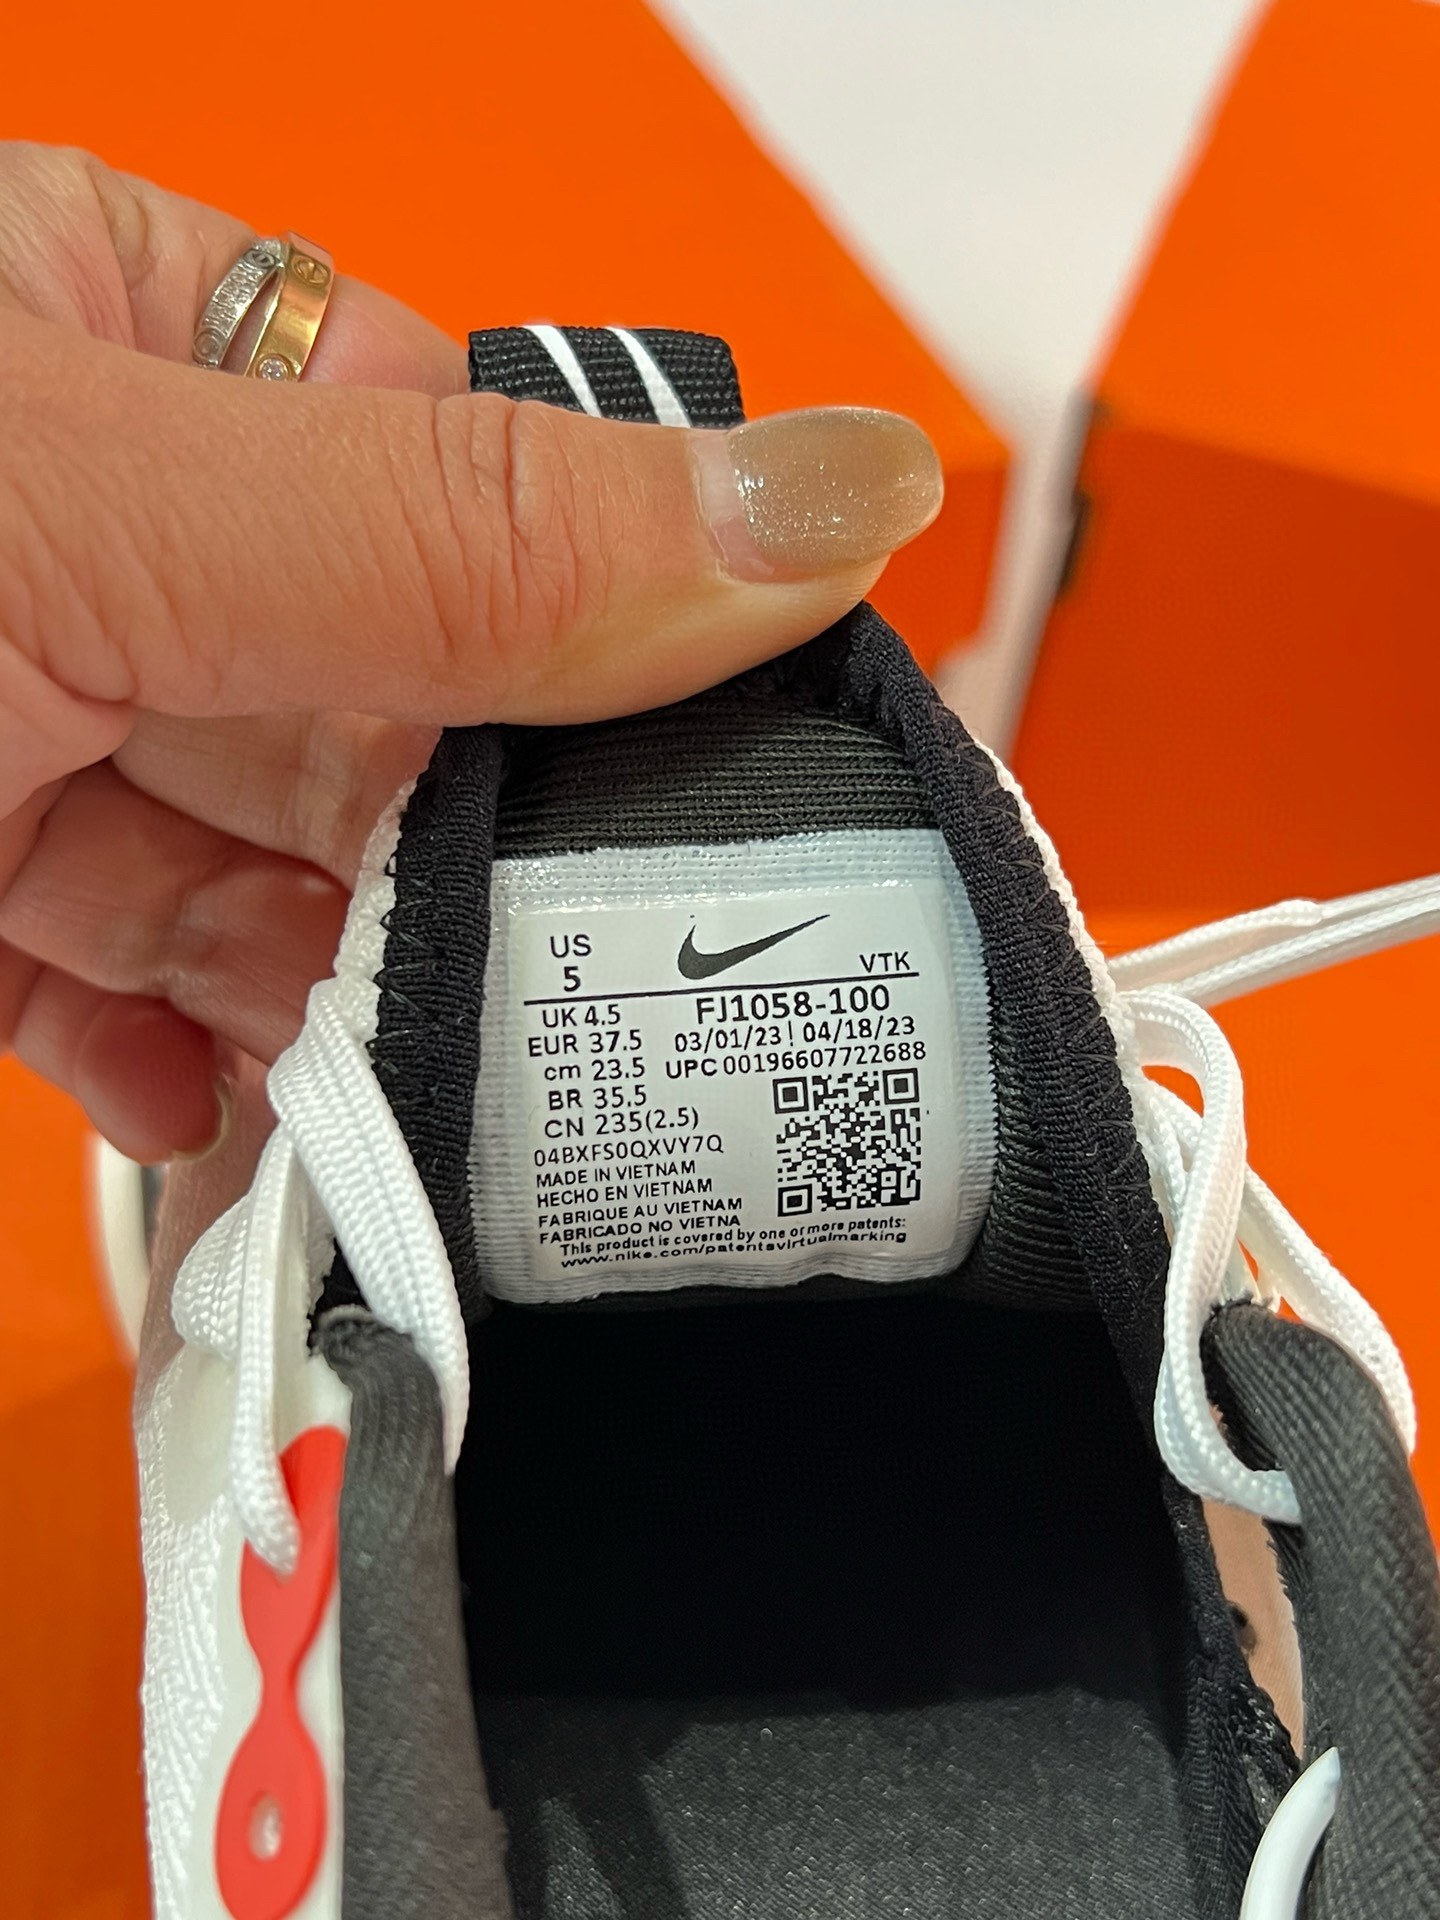 US
5
VTK
UK 4.5
EUR 37.5
cm 23.5
BR 35.5
CN 235(2.5)
FJ1058-100
03/01/23 | 04/18/23
UPC 00196607722688
04BXFS0QXVY7Q
MADE IN VIETNAM
HECHO EN VIETNAM
FABRIQUE AU VIETNAM
FABRICADO NO VIETNA
This product is covered by one or more patents:
www.nike.com/patentsvirtualmarking